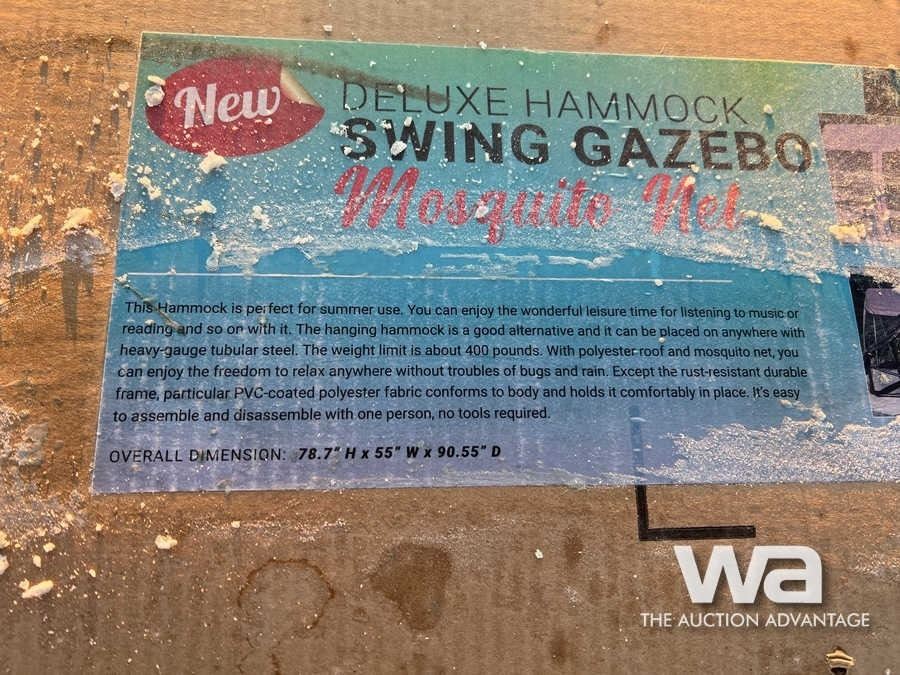 New
DELUXE HAMMOCK
SWING GAZEBO
Mosquito Net
This Hammock is perfect for summer use. You can enjoy the wonderful leisure time for listening to music or
reading and so on with it. The hanging hammock is a good alternative and it can be placed on anywhere with
heavy-gauge tubular steel. The weight limit is about 400 pounds. With polyester roof and mosquito net, you
can enjoy the freedom to relax anywhere without troubles of bugs and rain. Except the rust-resistant durable
frame, particular PVC-coated polyester fabric conforms to body and holds it comfortably in place. It's easy
to assemble and disassemble with one person, no tools required.
OVERALL DIMENSION: 78.7" H x 55" W x 90.55" D
wa
THE AUCTION ADVANTAGE